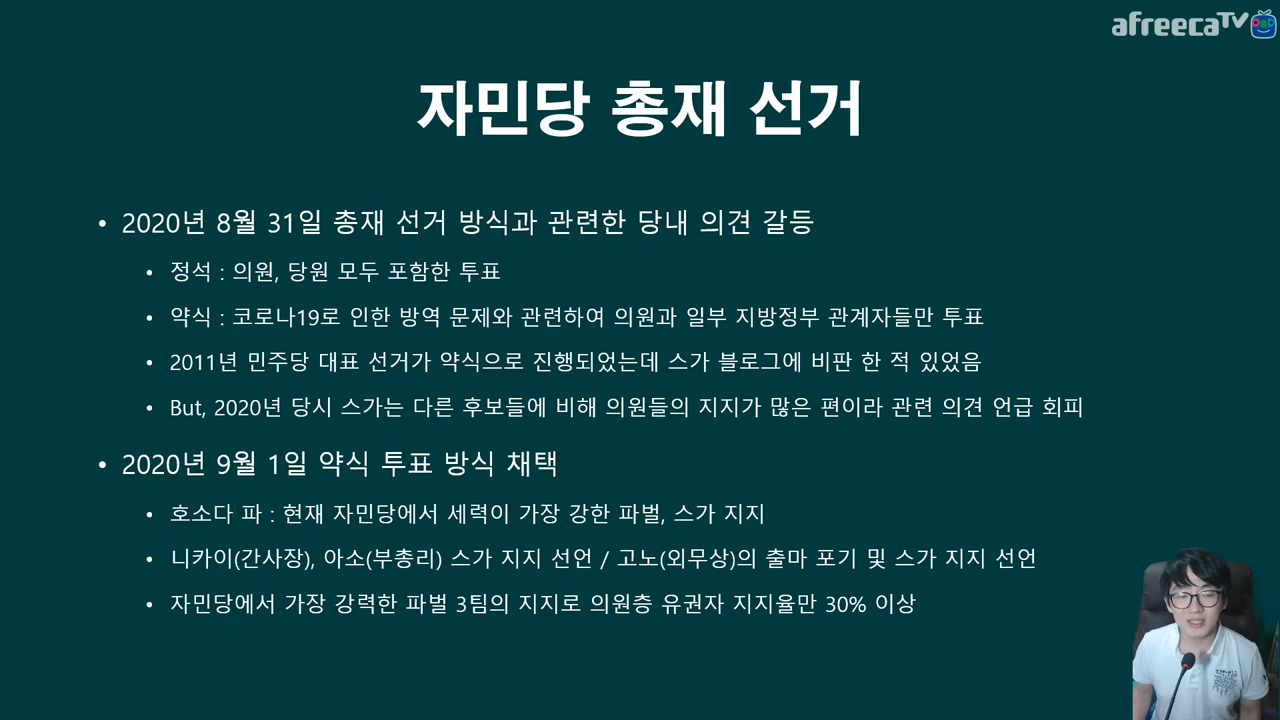 afreecaTV
자민당 총재 선거
• 2020년 8월 31일 총재 선거 방식과 관련한 당내 의견 갈등
• 정석 : 의원, 당원 모두 포함한 투표
• 약식 : 코로나19로 인한 방역 문제와 관련하여 의원과 일부 지방정부 관계자들만 투표
• 2011년 민주당 대표 선거가 약식으로 진행되었는데 스가 블로그에 비판 한 적 있었음
• But, 2020년 당시 스가는 다른 후보들에 비해 의원들의 지지가 많은 편이라 관련 의견 언급 회피
• 2020년 9월 1일 약식 투표 방식 채택
• 호소다 파 : 현재 자민당에서 세력이 가장 강한 파벌, 스가 지지
• 니카이(간사장), 아소(부총리) 스가 지지 선언 / 고노(외무상)의 출마 포기 및 스가 지지 선언
• 자민당에서 가장 강력한 파벌 3팀의 지지로 의원층 유권자 지지율만 30% 이상